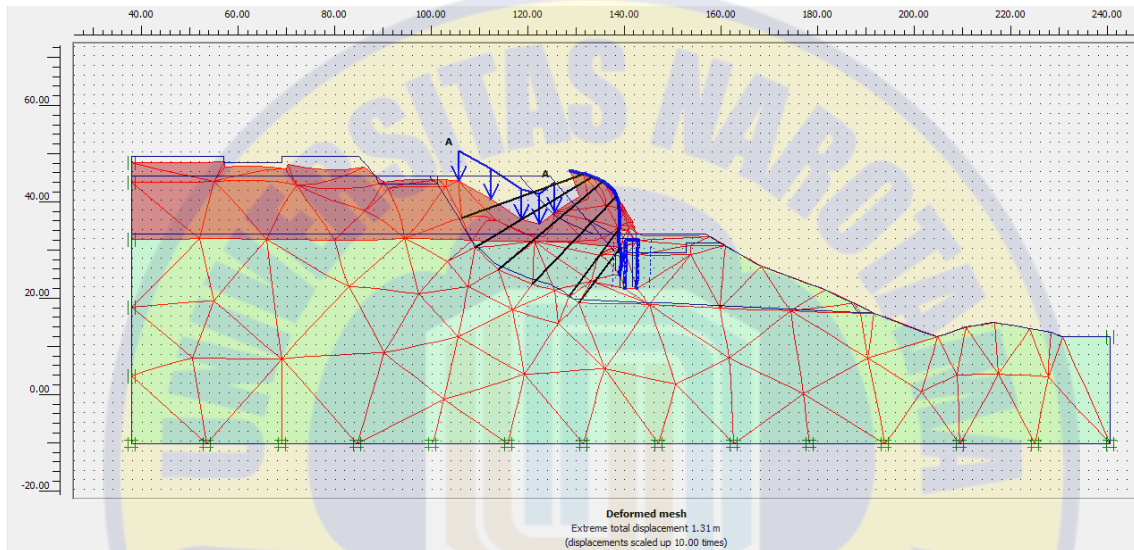 40.00 60.00 80.00 100.00 120.00 140.00 160.00 180.00 200.00 220.00 240.00
60.00
A
A
40.00
20.00
0.00
-20.00
UNIVERSITAS NAROTAMA
Deformed mesh
Extreme total displacement 1.31 m
(displacements scaled up 10.00 times)